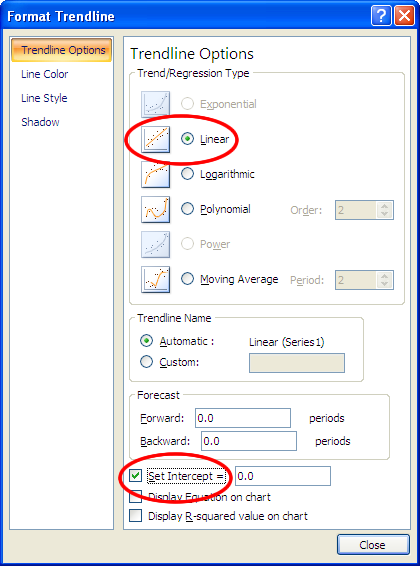 Format Trendline
Trendline Options
Line Color
Line Style
Shadow
Trendline Options
Trend/Regression Type
Exponential
Linear
Logarithmic
Polynomial Order: 2
Power
Moving Average Period: 2
Trendline Name
Automatic : Linear (Series1)
Custom:
Forecast
Forward: 0.0 periods
Backward: 0.0 periods
Set Intercept = 0.0
Display Equation on chart
Display R-squared value on chart
Close